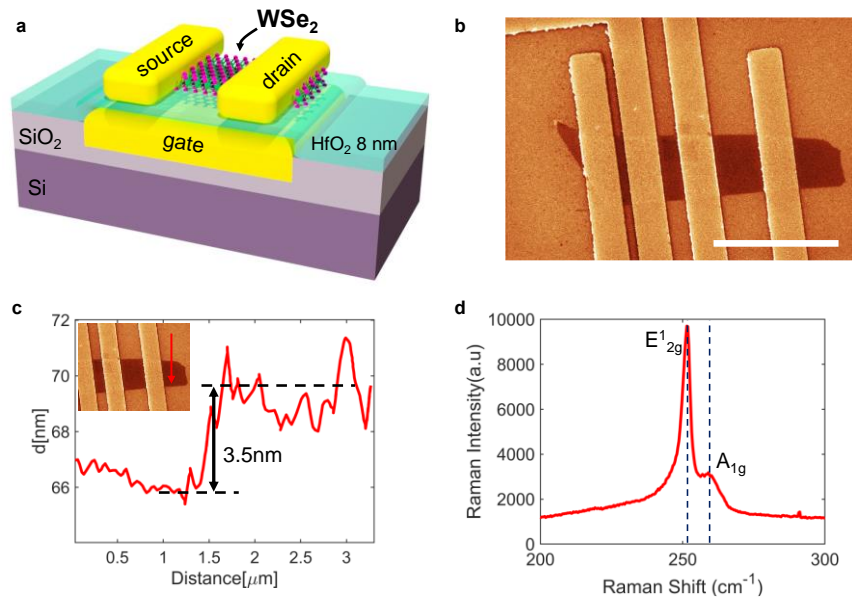 a
WSe₂
source
drain
SiO₂
gate
HfO₂ 8 nm
Si
b
c
72
70
68
66
d[nm]
3.5nm
0.5
1
1.5
2
2.5
3
Distance[μm]
d
10000
8000
6000
4000
2000
0
Raman Intensity(a.u)
E¹₂g
A₁g
200
250
300
Raman Shift (cm⁻¹)